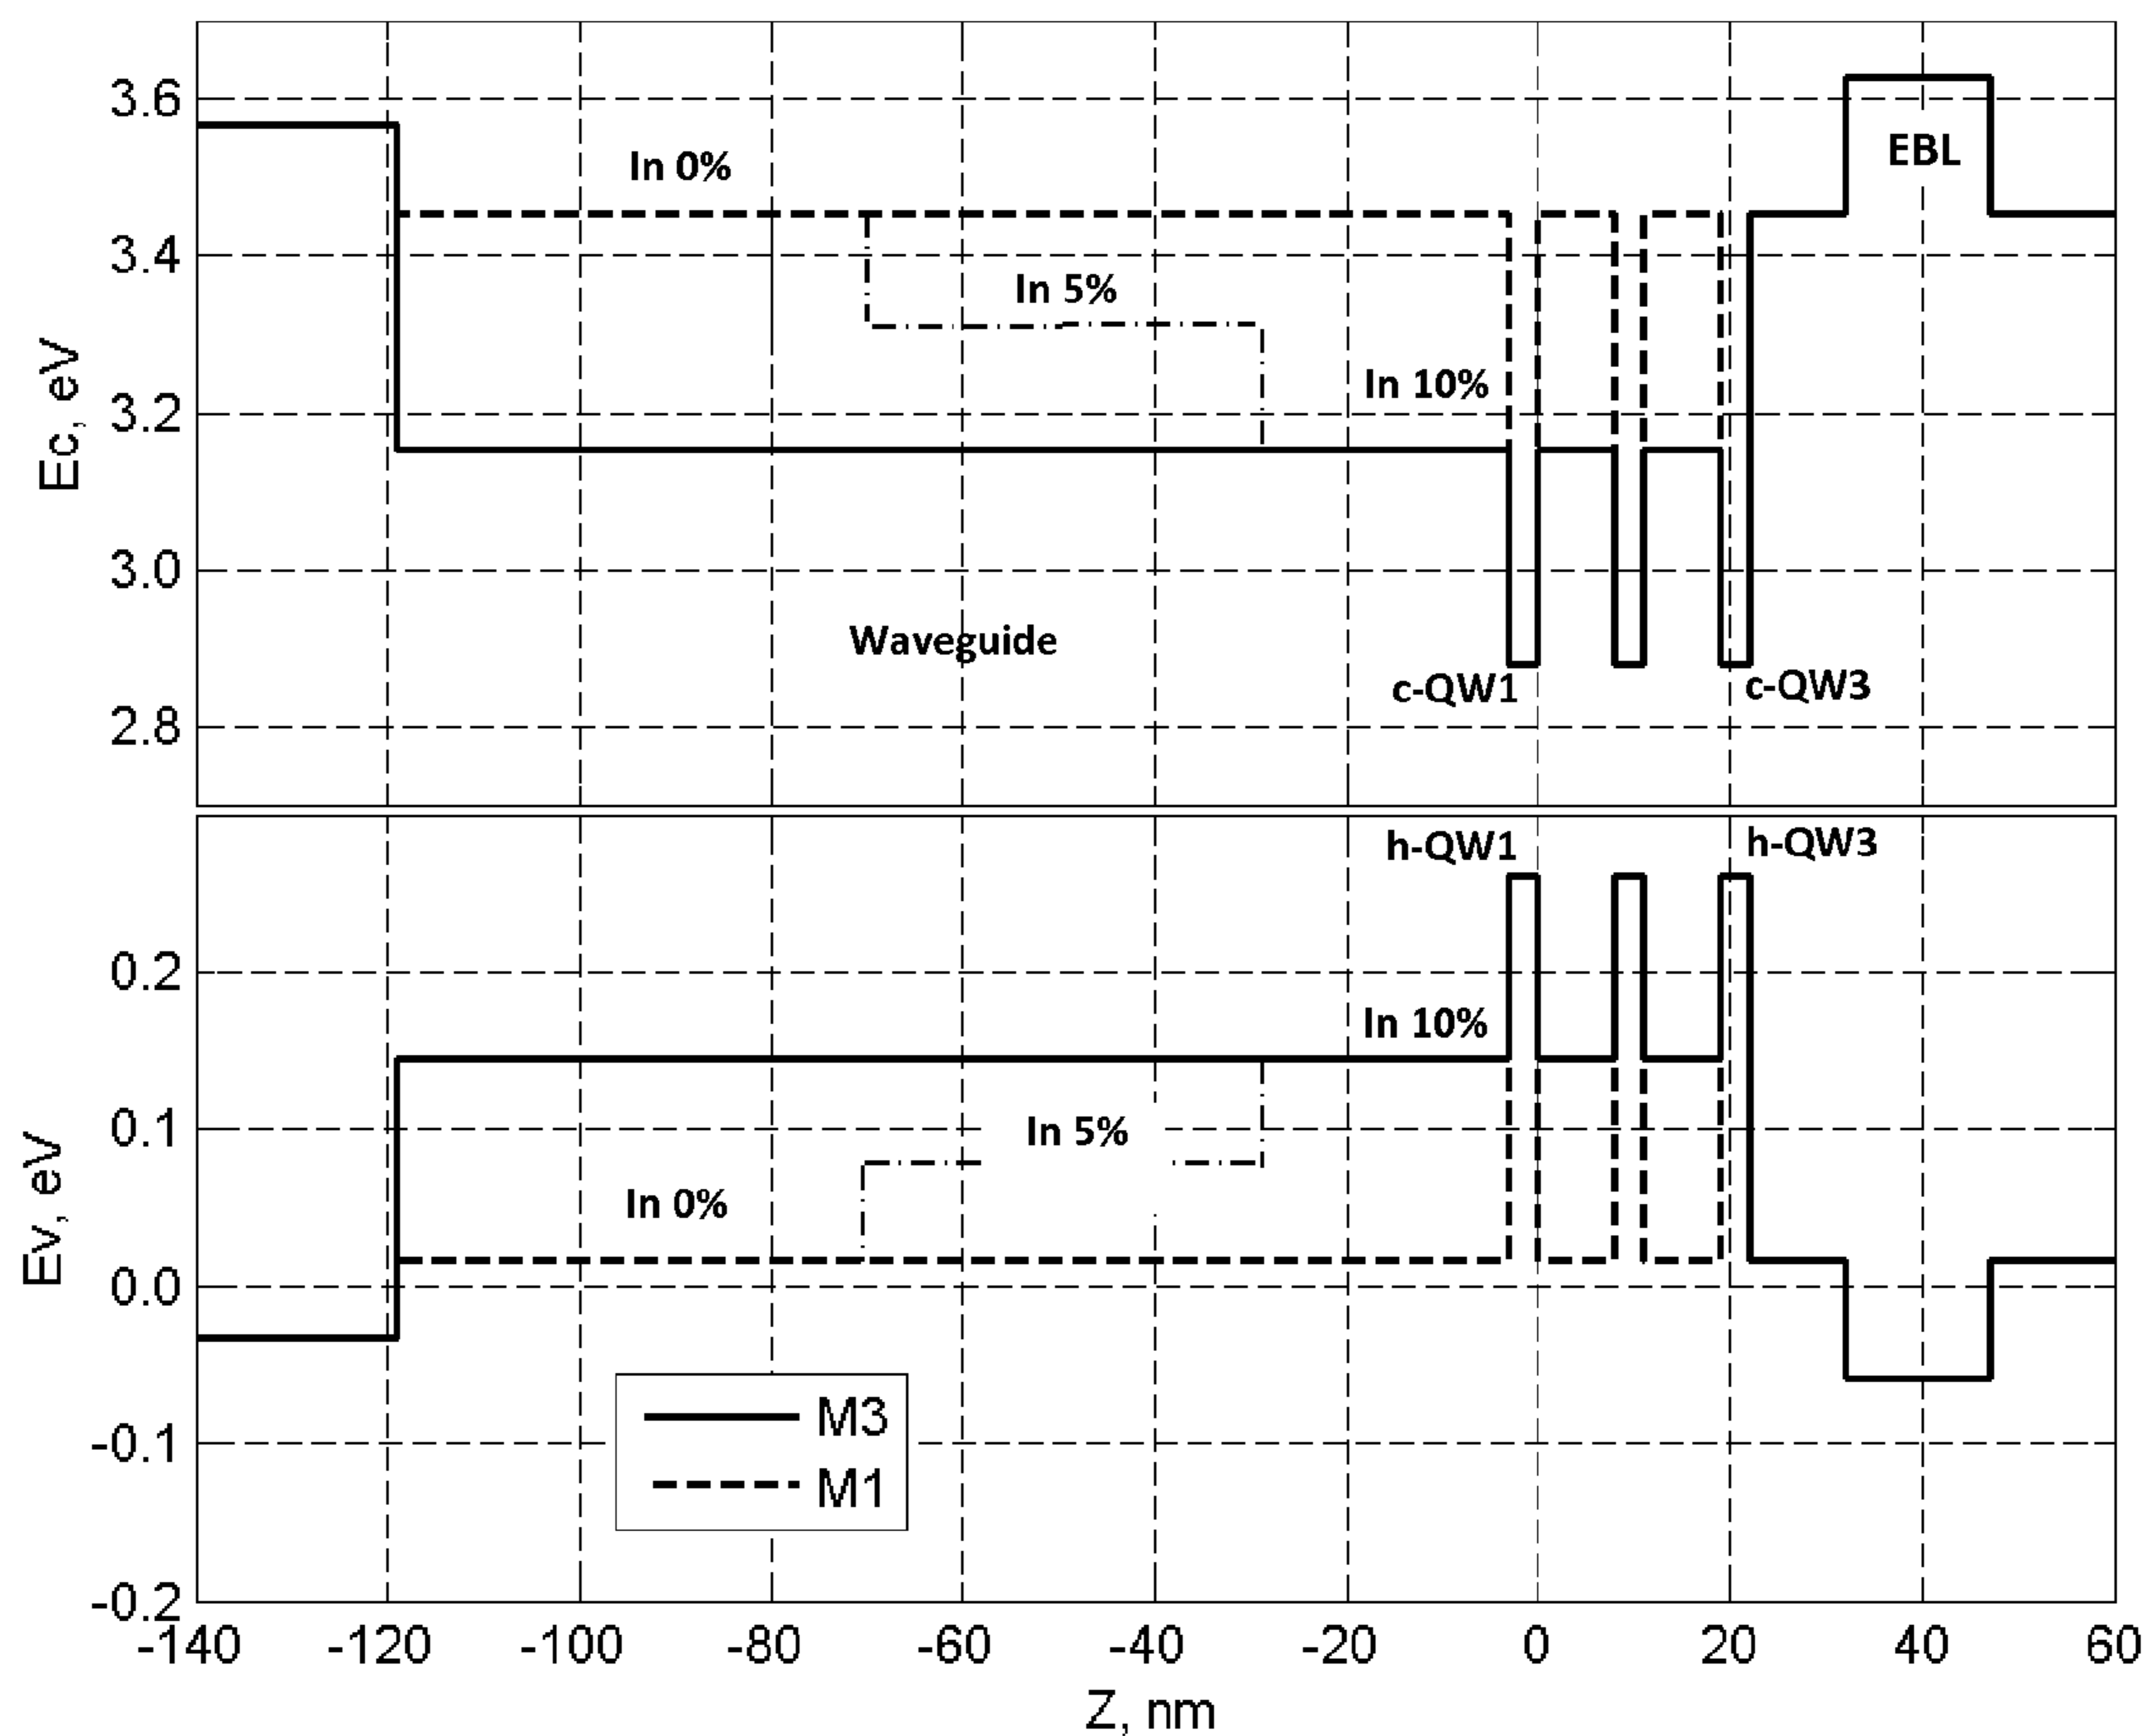 3.6
3.4
3.2
3.0
2.8
Ec, eV
In 0%
In 5%
In 10%
EBL
Waveguide
c-QW1
c-QW3
0.2
0.1
0.0
-0.1
-0.2
Ev, eV
h-QW1
h-QW3
In 10%
In 5%
In 0%
M3
M1
-140 -120 -100 -80 -60 -40 -20 0 20 40 60
Z, nm